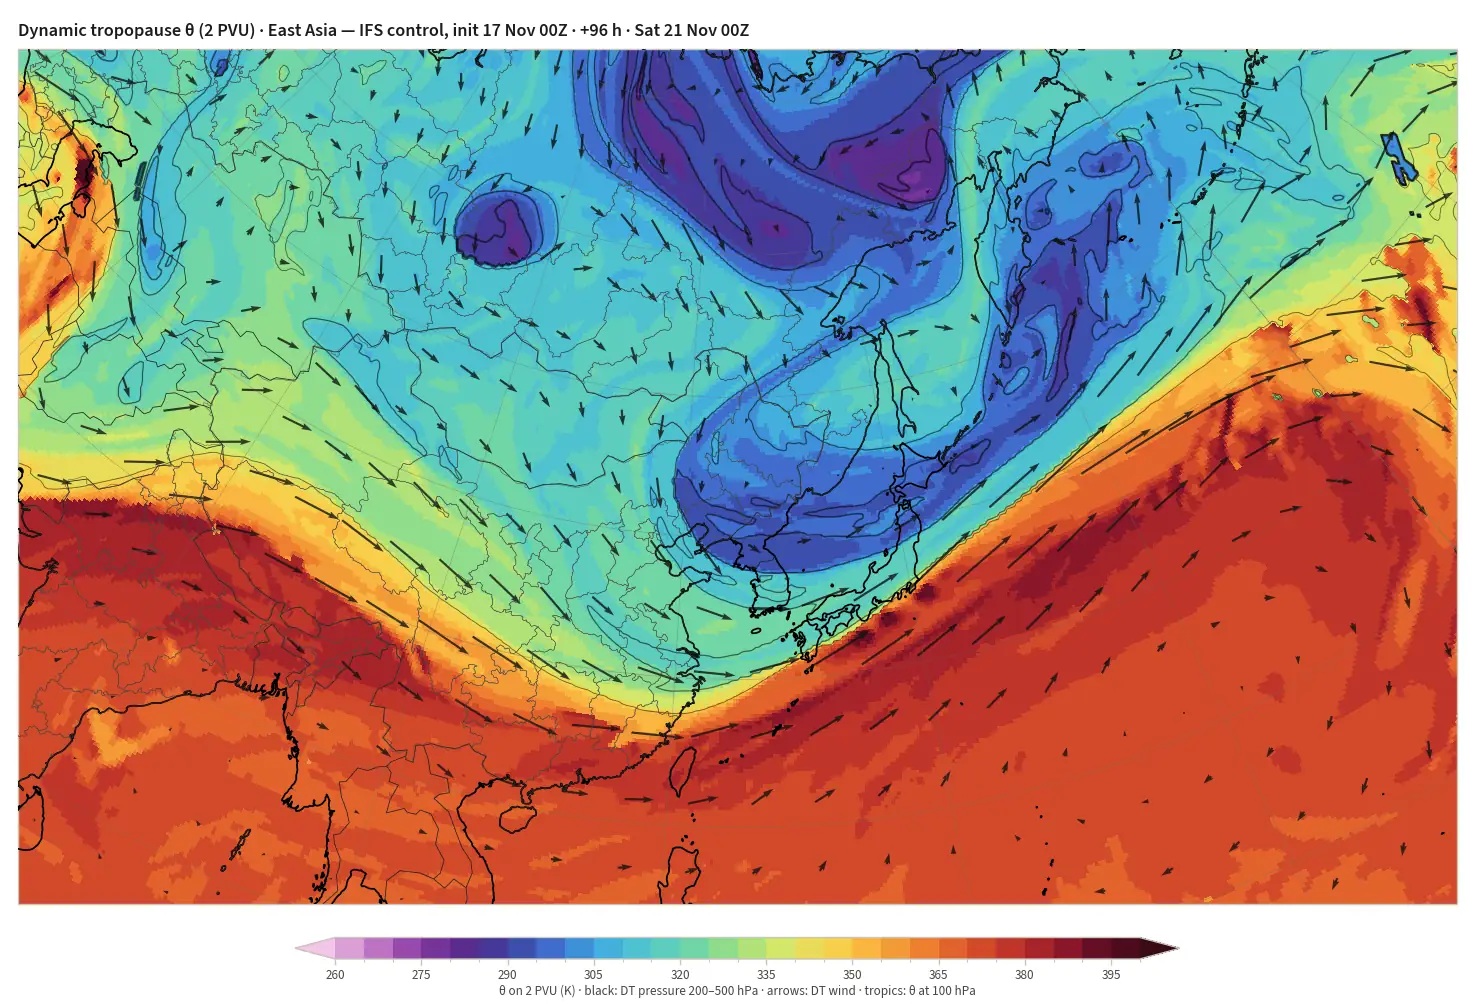 Dynamic tropopause θ (2 PVU) · East Asia — IFS control, init 17 Nov 00Z · +96 h · Sat 21 Nov 00Z
260 275 290 305 320 335 350 365 380 395
θ on 2 PVU (K) · black: DT pressure 200–500 hPa · arrows: DT wind · tropics: θ at 100 hPa